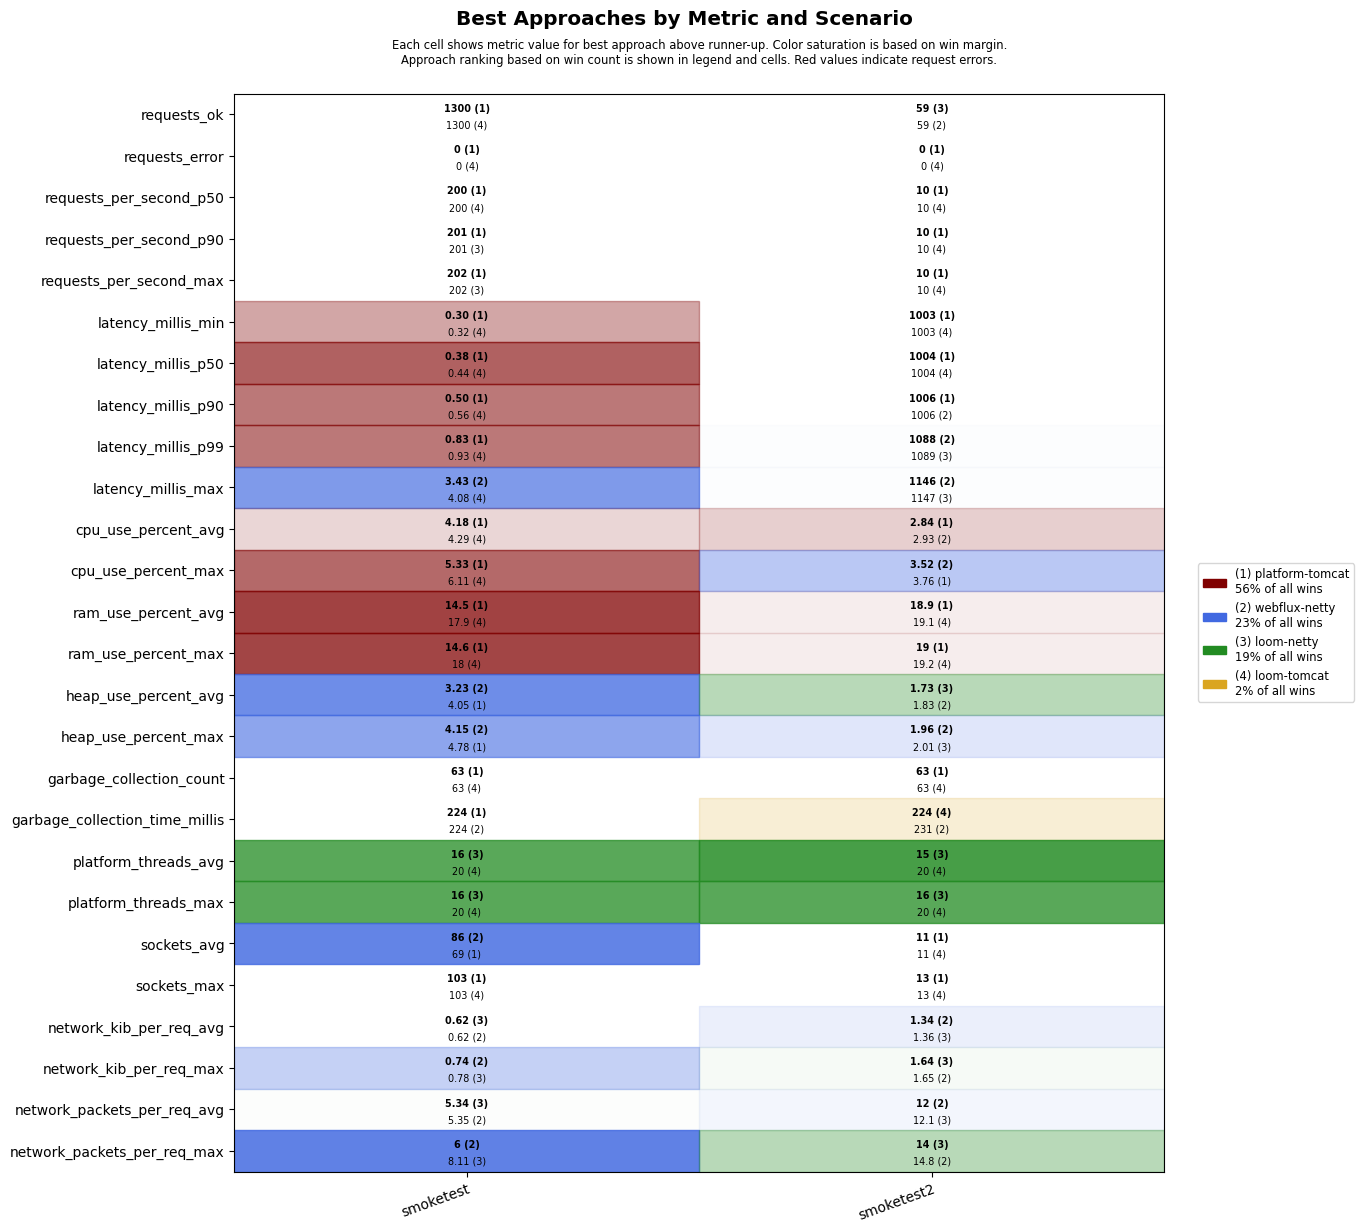 Best Approaches by Metric and Scenario
Each cell shows metric value for best approach above runner-up. Color saturation is based on win margin.
Approach ranking based on win count is shown in legend and cells. Red values indicate request errors.
requests_ok
1300 (1)
1300 (4)
59 (3)
59 (2)
requests_error
0 (1)
0 (4)
0 (1)
0 (4)
requests_per_second_p50
200 (1)
200 (4)
10 (1)
10 (4)
requests_per_second_p90
201 (1)
201 (3)
10 (1)
10 (4)
requests_per_second_max
202 (1)
202 (3)
10 (1)
10 (4)
latency_millis_min
0.30 (1)
0.32 (4)
1003 (1)
1003 (4)
latency_millis_p50
0.38 (1)
0.44 (4)
1004 (1)
1004 (4)
latency_millis_p90
0.50 (1)
0.56 (4)
1006 (1)
1006 (2)
latency_millis_p99
0.83 (1)
0.93 (4)
1088 (2)
1089 (3)
latency_millis_max
3.43 (2)
4.08 (4)
1146 (2)
1147 (3)
cpu_use_percent_avg
4.18 (1)
4.29 (4)
2.84 (1)
2.93 (2)
cpu_use_percent_max
5.33 (1)
6.11 (4)
3.52 (2)
3.76 (1)
ram_use_percent_avg
14.5 (1)
17.9 (4)
18.9 (1)
19.1 (4)
ram_use_percent_max
14.6 (1)
18 (4)
19 (1)
19.2 (4)
heap_use_percent_avg
3.23 (2)
4.05 (1)
1.73 (3)
1.83 (2)
heap_use_percent_max
4.15 (2)
4.78 (1)
1.96 (2)
2.01 (3)
garbage_collection_count
63 (1)
63 (4)
63 (1)
63 (4)
garbage_collection_time_millis
224 (1)
224 (2)
224 (4)
231 (2)
platform_threads_avg
16 (3)
20 (4)
15 (3)
20 (4)
platform_threads_max
16 (3)
20 (4)
16 (3)
20 (4)
sockets_avg
86 (2)
69 (1)
11 (1)
11 (4)
sockets_max
103 (1)
103 (4)
13 (1)
13 (4)
network_kib_per_req_avg
0.62 (3)
0.62 (2)
1.34 (2)
1.36 (3)
network_kib_per_req_max
0.74 (2)
0.78 (3)
1.64 (3)
1.65 (2)
network_packets_per_req_avg
5.34 (3)
5.35 (2)
12 (2)
12.1 (3)
network_packets_per_req_max
6 (2)
8.11 (3)
14 (3)
14.8 (2)
smoketest
smoketest2
(1) platform-tomcat
56% of all wins
(2) webflux-netty
23% of all wins
(3) loom-netty
19% of all wins
(4) loom-tomcat
2% of all wins